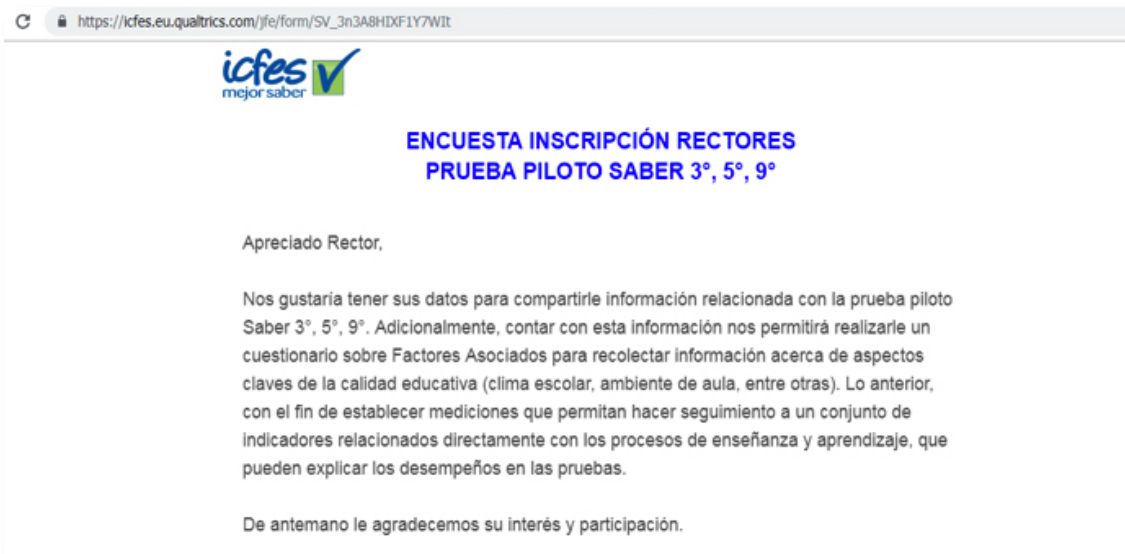 https://icfes.eu.qualtrics.com/jfe/form/SV_3n3A8HIXF1Y7WIt
icfes
mejor saber
ENCUESTA INSCRIPCIÓN RECTORES
PRUEBA PILOTO SABER 3°, 5°, 9°
Apreciado Rector,
Nos gustaría tener sus datos para compartirle información relacionada con la prueba piloto
Saber 3°, 5°, 9°. Adicionalmente, contar con esta información nos permitirá realizarle un
cuestionario sobre Factores Asociados para recolectar información acerca de aspectos
claves de la calidad educativa (clima escolar, ambiente de aula, entre otras). Lo anterior,
con el fin de establecer mediciones que permitan hacer seguimiento a un conjunto de
indicadores relacionados directamente con los procesos de enseñanza y aprendizaje, que
pueden explicar los desempeños en las pruebas.
De antemano le agradecemos su interés y participación.